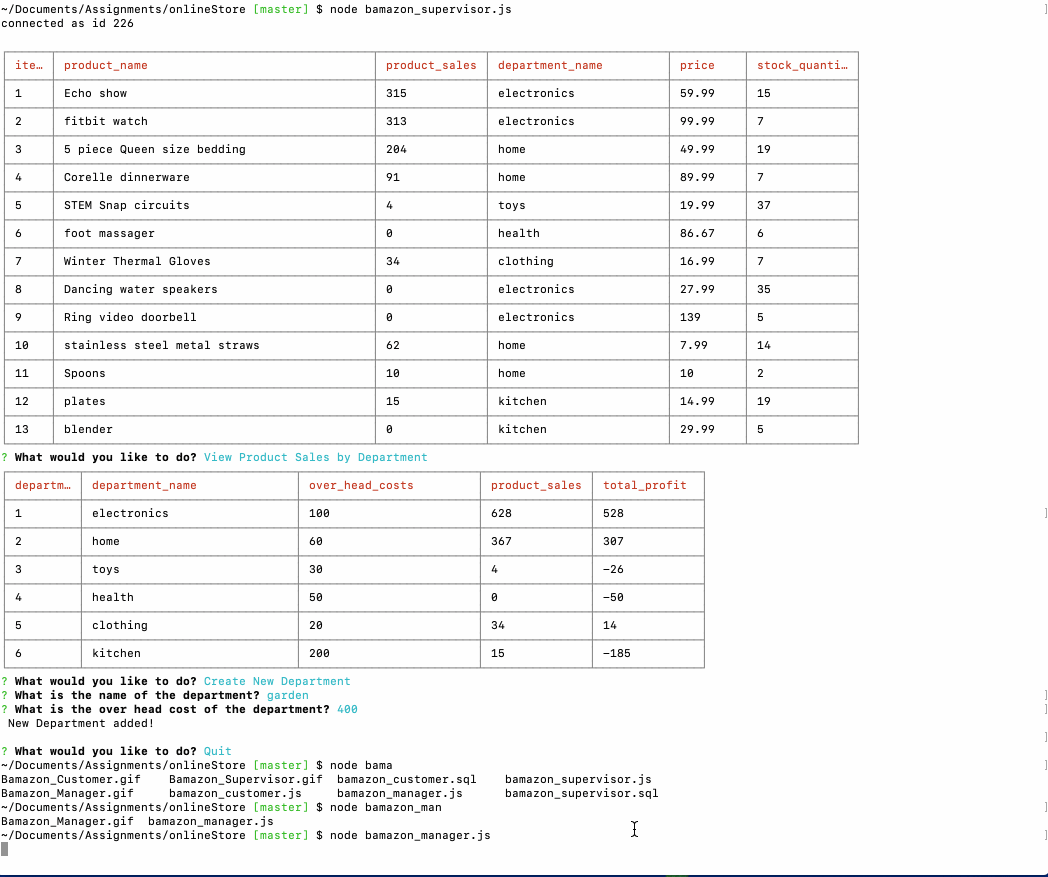 ~/Documents/Assignments/onlineStore [master] $ node bamazon_supervisor.js
connected as id 226
ite… product_name product_sales department_name price stock_quanti…
1 Echo show 315 electronics 59.99 15
2 fitbit watch 313 electronics 99.99 7
3 5 piece Queen size bedding 204 home 49.99 19
4 Corelle dinnerware 91 home 89.99 7
5 STEM Snap circuits 4 toys 19.99 37
6 foot massager 0 health 86.67 6
7 Winter Thermal Gloves 34 clothing 16.99 7
8 Dancing water speakers 0 electronics 27.99 35
9 Ring video doorbell 0 electronics 139 5
10 stainless steel metal straws 62 home 7.99 14
11 Spoons 10 home 10 2
12 plates 15 kitchen 14.99 19
13 blender 0 kitchen 29.99 5
? What would you like to do? View Product Sales by Department
departm… department_name over_head_costs product_sales total_profit
1 electronics 100 628 528
2 home 60 367 307
3 toys 30 4 -26
4 health 50 0 -50
5 clothing 20 34 14
6 kitchen 200 15 -185
? What would you like to do? Create New Department
? What is the name of the department? garden
? What is the over head cost of the department? 400
New Department added!
? What would you like to do? Quit
~/Documents/Assignments/onlineStore [master] $ node bama
Bamazon_Customer.gif Bamazon_Supervisor.gif bamazon_customer.sql bamazon_supervisor.js
Bamazon_Manager.gif bamazon_customer.js bamazon_manager.js bamazon_supervisor.sql
~/Documents/Assignments/onlineStore [master] $ node bamazon_man
Bamazon_Manager.gif bamazon_manager.js
~/Documents/Assignments/onlineStore [master] $ node bamazon_manager.js